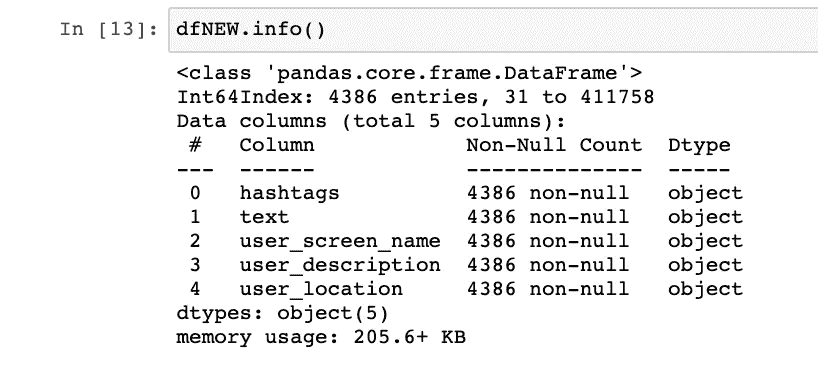 In [13]: dfNEW.info()
<class 'pandas.core.frame.DataFrame'>
Int64Index: 4386 entries, 31 to 411758
Data columns (total 5 columns):
 #   Column            Non-Null Count  Dtype
---  ------            --------------  -----
 0   hashtags          4386 non-null   object
 1   text              4386 non-null   object
 2   user_screen_name  4386 non-null   object
 3   user_description  4386 non-null   object
 4   user_location     4386 non-null   object
dtypes: object(5)
memory usage: 205.6+ KB